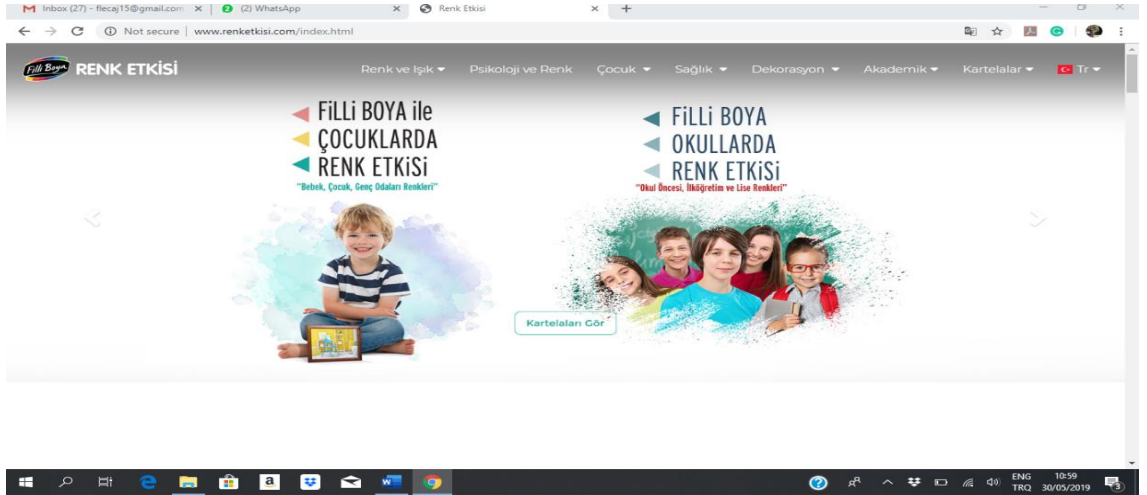 Inbox (27) - flecaj15@gmail.com
(2) WhatsApp
Renk Etkisi
Not secure | www.renketkisi.com/index.html
Filli Boya RENK ETKİSİ
Renk ve Işık
Psikoloji ve Renk
Çocuk
Sağlık
Dekorasyon
Akademik
Kartelalar
Tr
FiLLi BOYA ile
ÇOCUKLARDA
RENK ETKiSi
"Bebek, Çocuk, Genç Odaları Renkleri"
FiLLi BOYA
OKULLARDA
RENK ETKiSi
"Okul Öncesi, İlköğretim ve Lise Renkleri"
Kartelaları Gör
ENG 10:59
TRQ 30/05/2019
3